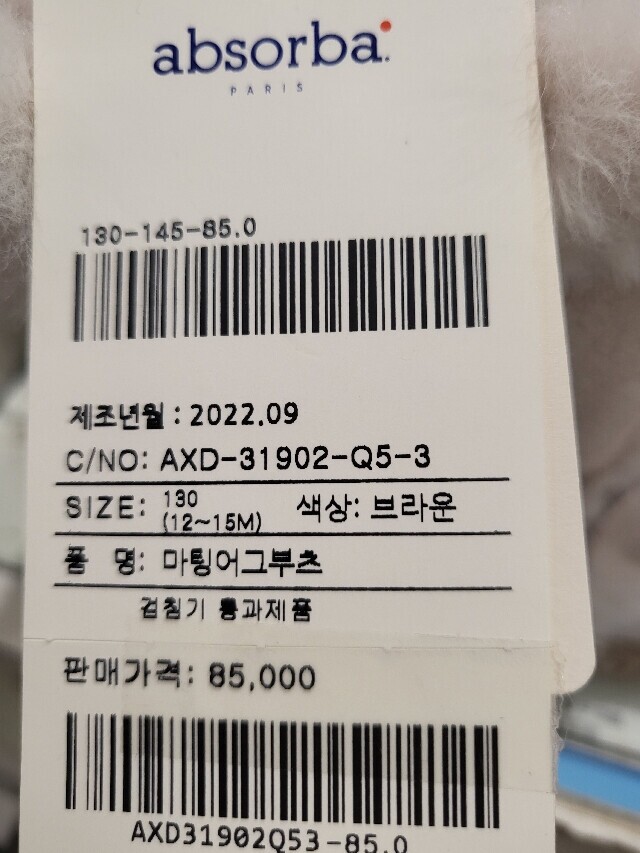 absorba.
PARIS
130-145-85.0
제조년월 : 2022.09
C/NO: AXD-31902-Q5-3
SIZE: 130 (12~15M) 색상: 브라운
품 명: 마팅어그부츠
검침기 통과제품
판매가격: 85,000
AXD31902Q53-85.0